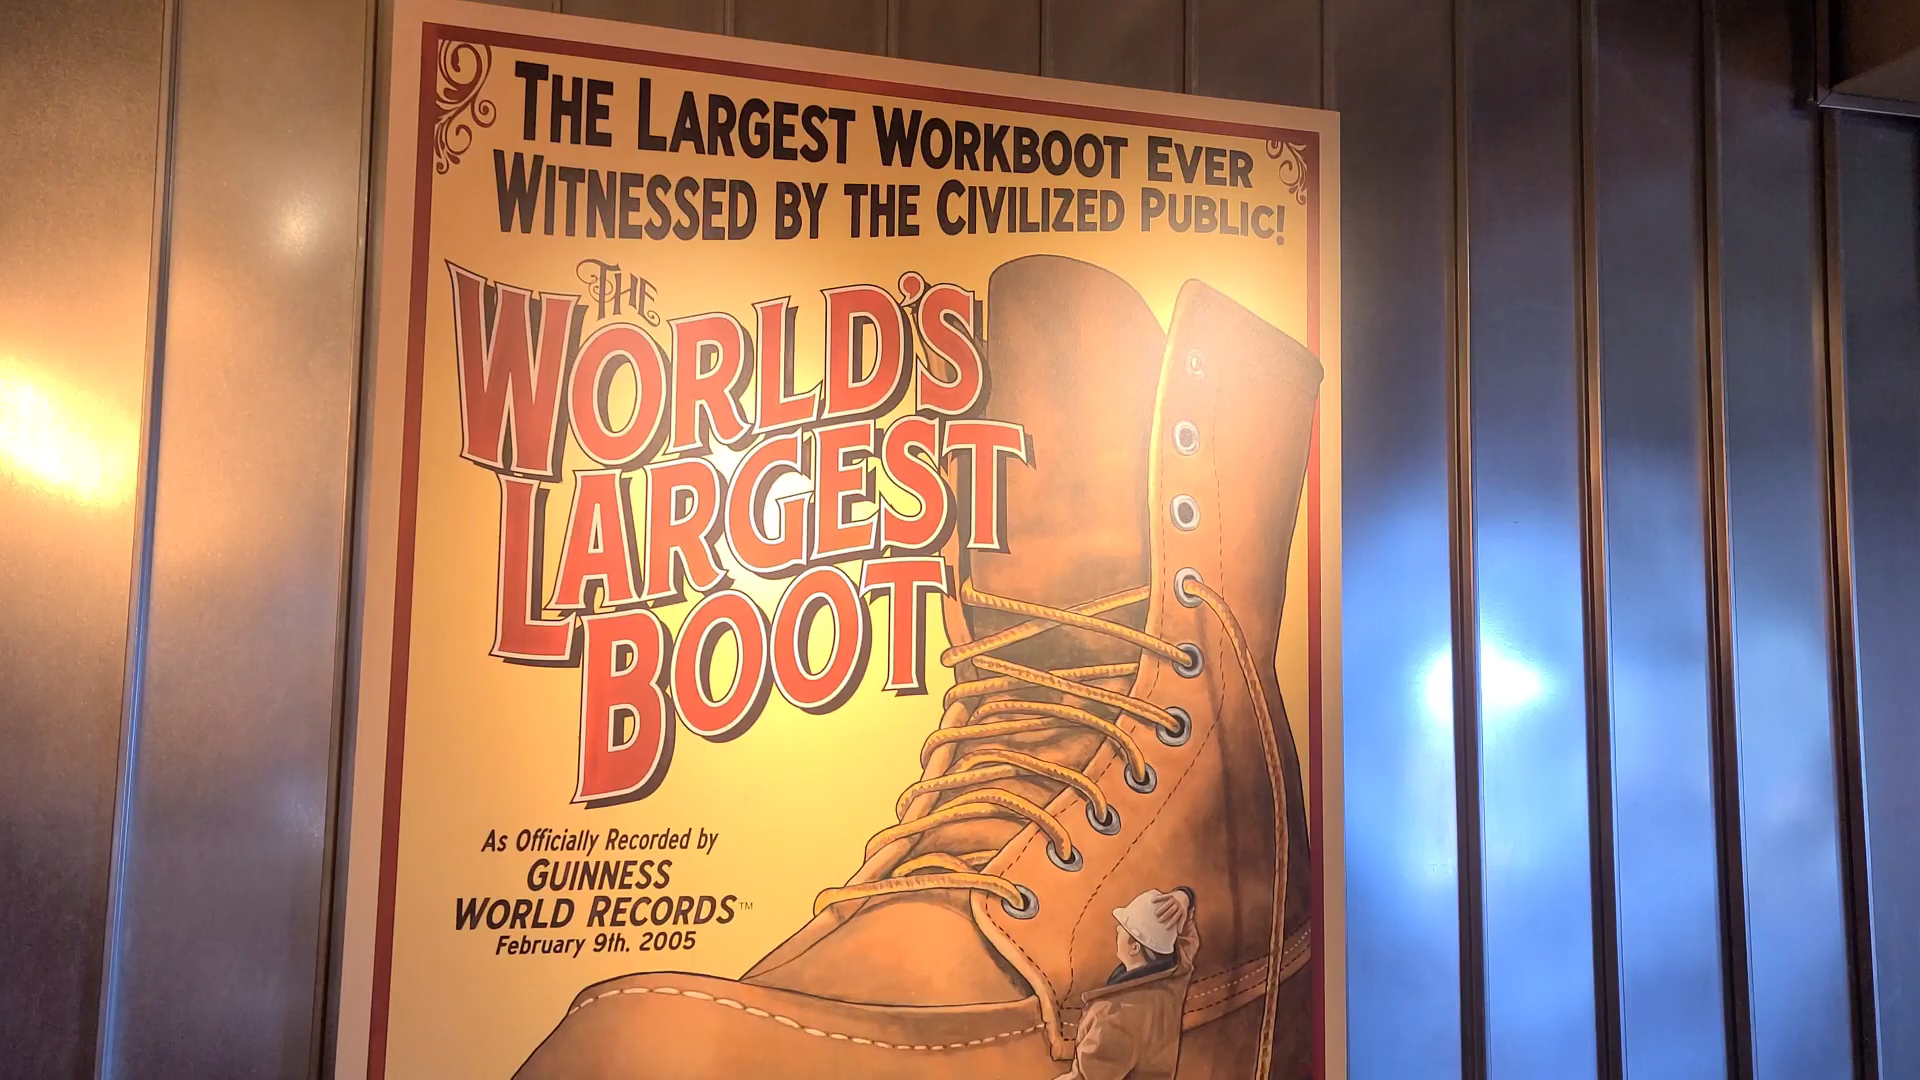 THE LARGEST WORKBOOT EVER
WITNESSED BY THE CIVILIZED PUBLIC!
THE
WORLD'S
LARGEST
BOOT
As Officially Recorded by
GUINNESS
WORLD RECORDS™
February 9th, 2005